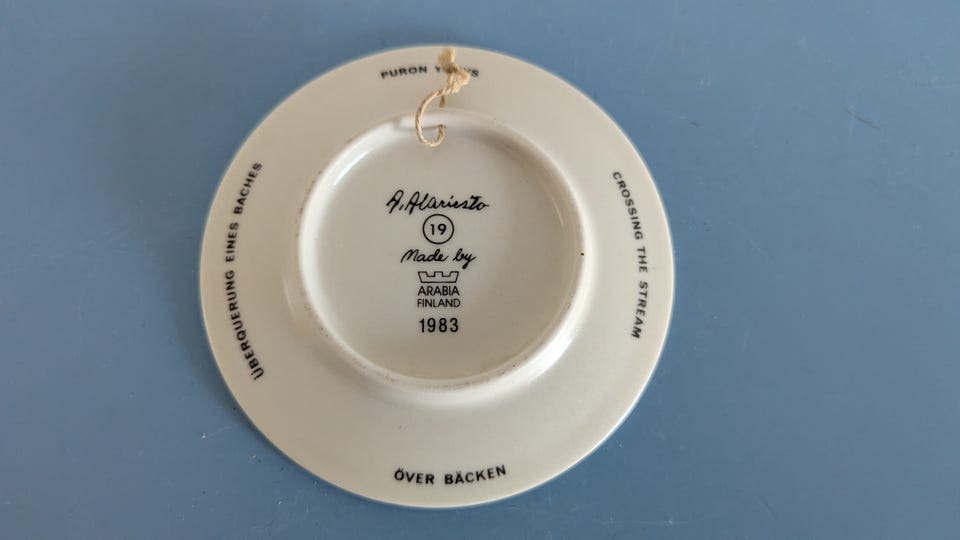 PURON
A. Alariesto
19
Made by
ARABIA
FINLAND
1983
CROSSING THE STREAM
ÖVER BÄCKEN
ÜBERQUERUNG EINES BACHES